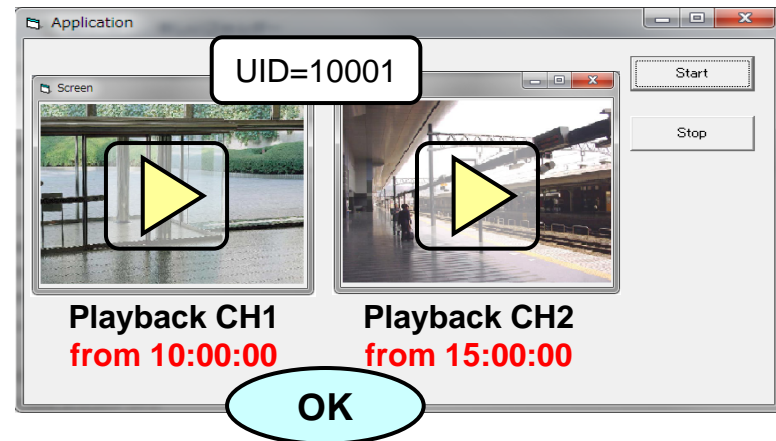 Application
UID=10001
Screen
Start
Stop
Playback CH1
from 10:00:00
Playback CH2
from 15:00:00
OK